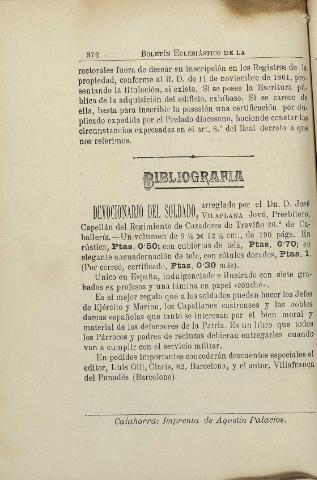 372 BOLETÍN ECLESIÁSTICO DE LA
rectorales fuera de desear su inscripción en los Registros de la
propiedad, conforme al R. D. de 11 de noviembre de 1861, pre-
sentando la titulación, si existe. Si se posee la Escritura pú-
blica de la adquisición del edificio, exhíbase. Si se carece de
ella, basta para inscribir la posesión una certificación por du-
plicado expedida por el Prelado diocesano, haciendo constar las
circunstancias expresadas en el art. 8.º del Real decreto a que
nos referimos.
BIBLIOGRAFIA
DEVOCIONARIO DEL SOLDADO, arreglado por el Dn. D. José
VILAPLANA Jové, Presbítero,
Capellán del Regimiento de Cazadores de Treviño 26.º de Ca-
ballería.—Un volumen de 9 ½ × 12 ½ cm., de 190 págs. En
rústica, Ptas. 0'50; con cubiertas de tela, Ptas. 0'70; en
elegante encuadernación de tela, con rótulos dorados, Ptas. 1.
(Por correo, certificado, Ptas. 0'30 más).
Unico en España, indulgenciado e ilustrado con siete gra-
bados ex profesos y una lámina en papel «couché».
Es el mejor regalo que a los soldados pueden hacer los Jefes
de Ejército y Marina, los Capellanes castrenses y las nobles
damas españolas que tanto se interesan por el bien moral y
material de los defensores de la Patria. Es un libro que todos
los Párrocos y padres de reclutas debieran entregarles cuando
van a cumplir con el servicio militar.
En pedidos importantes concederán descuentos especiales el
editor, Luis Gili, Claris, 82, Barcelona, y el autor, Villafranca
del Panadés (Barcelona).
Calahorra: Imprenta de Agustín Palacios.